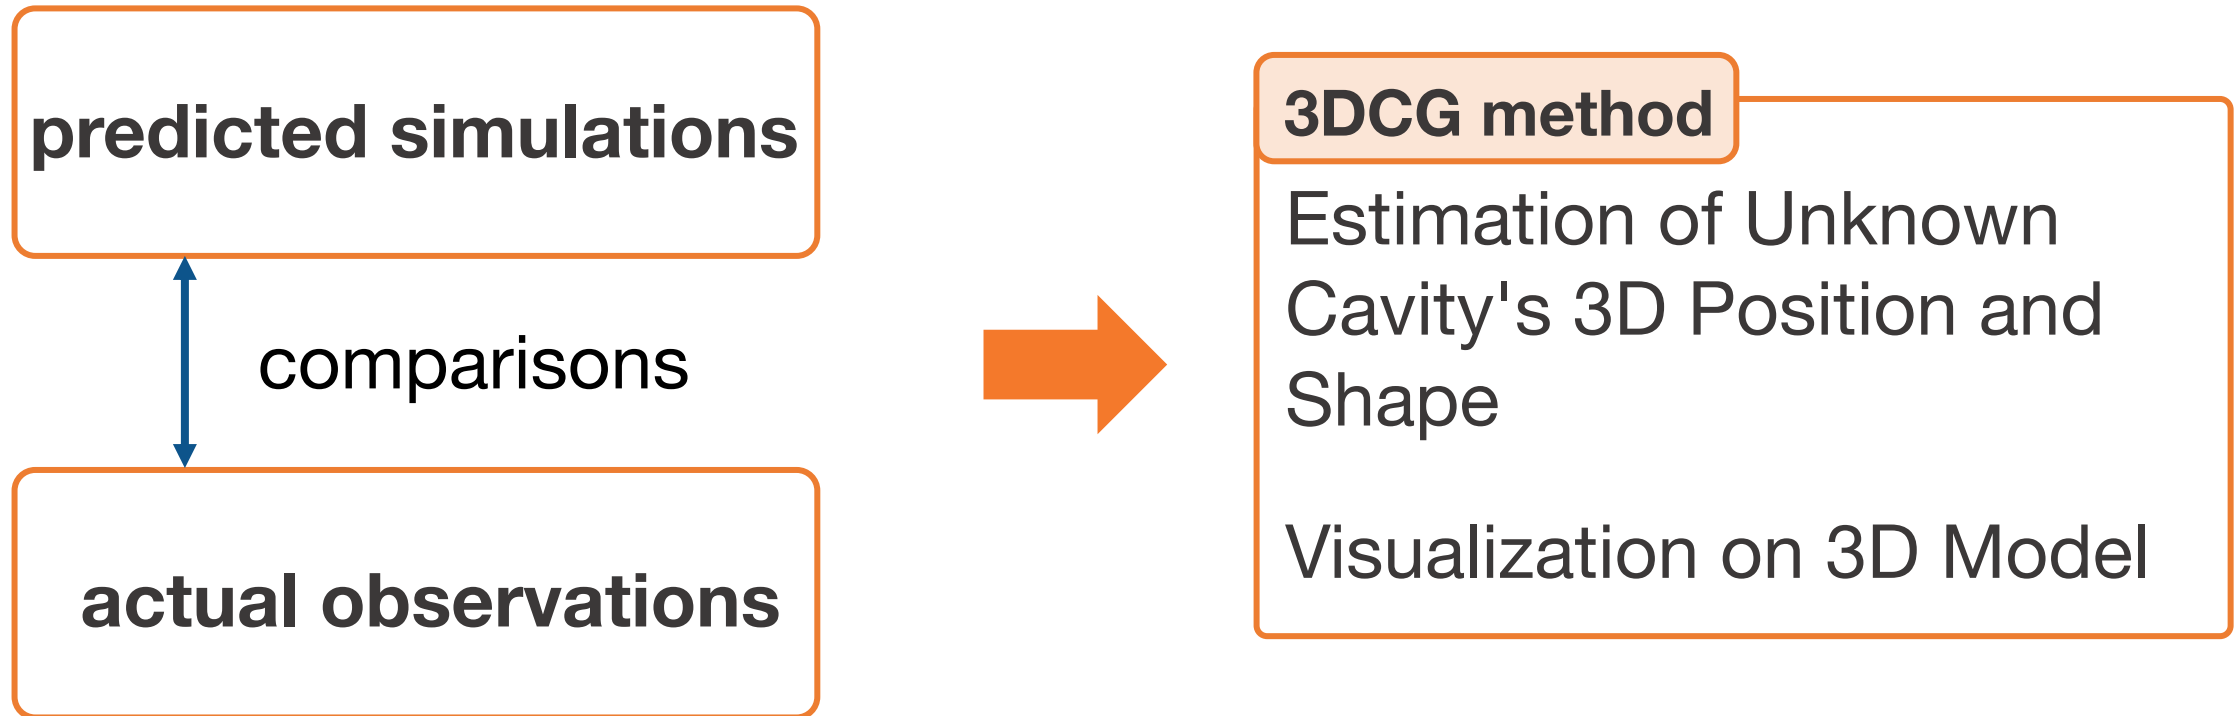 predicted simulations
comparisons
actual observations
3DCG method
Estimation of Unknown
Cavity's 3D Position and
Shape
Visualization on 3D Model